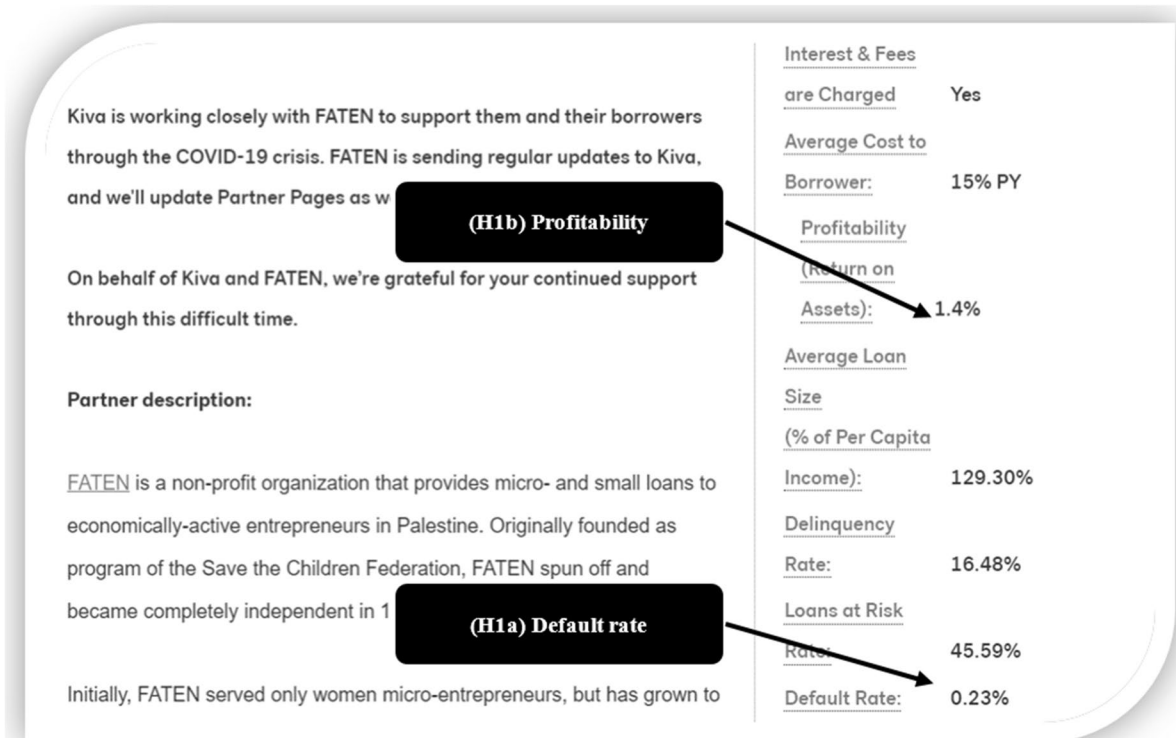 Kiva is working closely with FATEN to support them and their borrowers
through the COVID-19 crisis. FATEN is sending regular updates to Kiva,
and we'll update Partner Pages as
(H1b) Profitability
On behalf of Kiva and FATEN, we're grateful for your continued support
through this difficult time.
Partner description:
FATEN is a non-profit organization that provides micro- and small loans to
economically-active entrepreneurs in Palestine. Originally founded as
program of the Save the Children Federation, FATEN spun off and
became completely independent in 1
(H1a) Default rate
Initially, FATEN served only women micro-entrepreneurs, but has grown to
Interest & Fees
are Charged Yes
Average Cost to
Borrower: 15% PY
Profitability
(Return on
Assets): 1.4%
Average Loan
Size
(% of Per Capita
Income): 129.30%
Delinquency
Rate: 16.48%
Loans at Risk
Rate: 45.59%
Default Rate: 0.23%